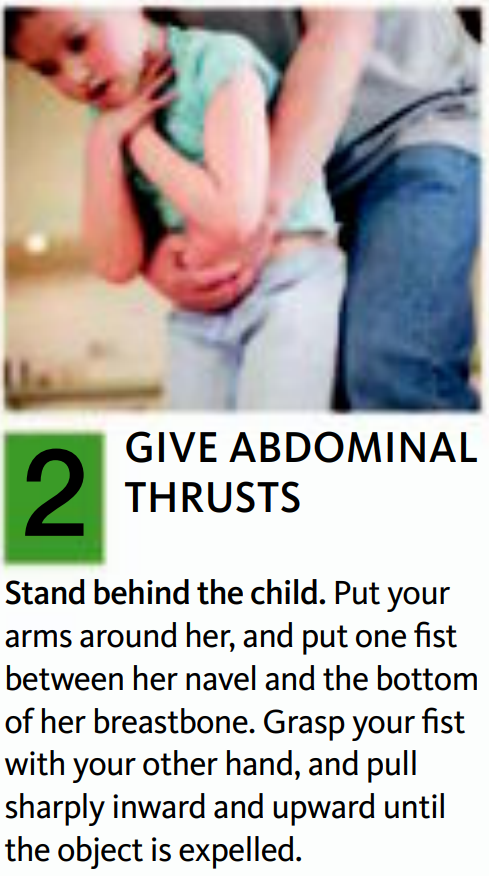 2
GIVE ABDOMINAL
THRUSTS
Stand behind the child. Put your
arms around her, and put one fist
between her navel and the bottom
of her breastbone. Grasp your fist
with your other hand, and pull
sharply inward and upward until
the object is expelled.